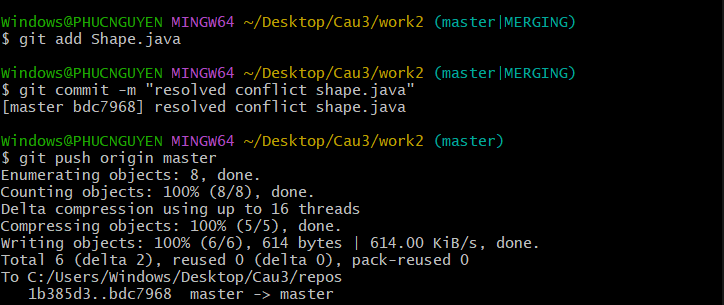 Windows@PHUCNGUYEN MINGW64 ~/Desktop/Cau3/work2 (master|MERGING)
$ git add Shape.java
Windows@PHUCNGUYEN MINGW64 ~/Desktop/Cau3/work2 (master|MERGING)
$ git commit -m "resolved conflict shape.java"
[master bdc7968] resolved conflict shape.java
Windows@PHUCNGUYEN MINGW64 ~/Desktop/Cau3/work2 (master)
$ git push origin master
Enumerating objects: 8, done.
Counting objects: 100% (8/8), done.
Delta compression using up to 16 threads
Compressing objects: 100% (5/5), done.
Writing objects: 100% (6/6), 614 bytes | 614.00 KiB/s, done.
Total 6 (delta 2), reused 0 (delta 0), pack-reused 0
To C:/Users/Windows/Desktop/Cau3/repos
   1b385d3..bdc7968  master -> master